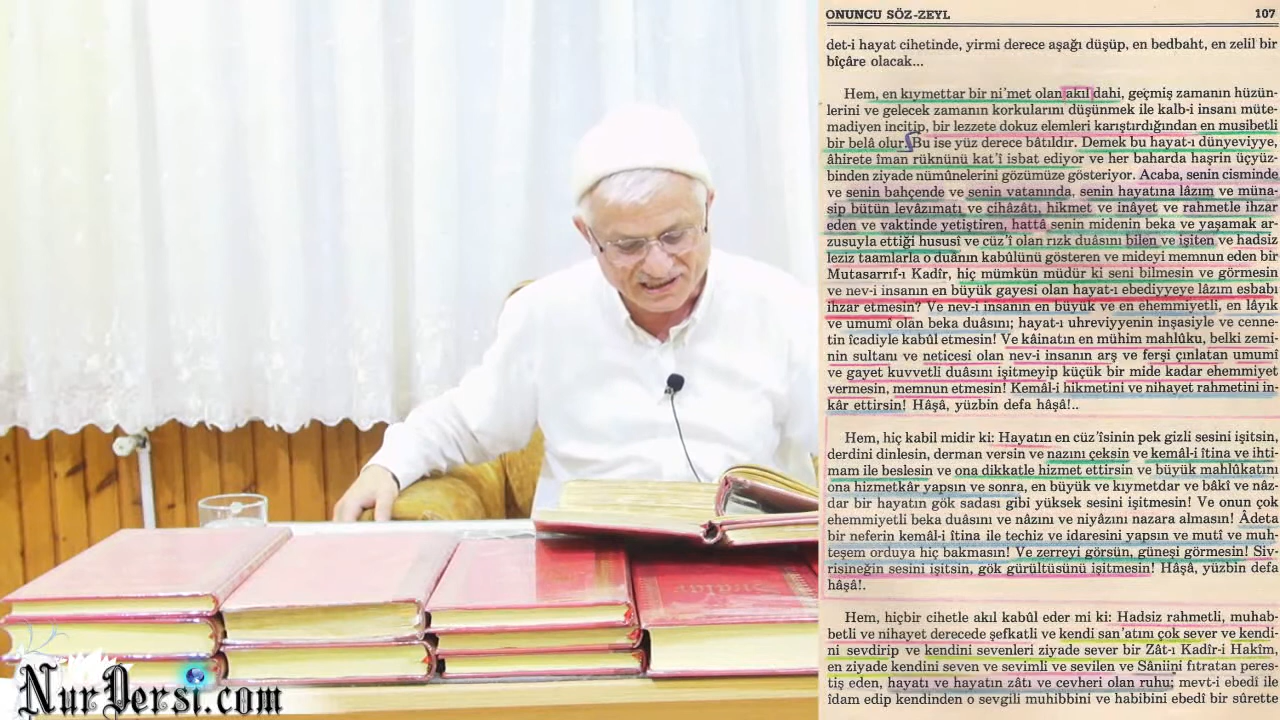 ONUNCU SÖZ-ZEYL 107
det-i hayat cihetinde, yirmi derece aşağı düşüp, en bedbaht, en zelil bir
bîçâre olacak...
Hem, en kıymettar bir ni'met olan akıl dahi, geçmiş zamanın hüzün-
lerini ve gelecek zamanın korkularını düşünmek ile kalb-i insanı müte-
madiyen incitip, bir lezzete dokuz elemleri karıştırdığından en musibetli
bir belâ olur. Bu ise yüz derece bâtıldır. Demek bu hayat-ı dünyeviyye,
âhirete îman rüknünü kat'î isbat ediyor ve her baharda haşrin üçyüz-
binden ziyade nümûnelerini gözümüze gösteriyor. Acaba, senin cisminde
ve senin bahçende ve senin vatanında, senin hayatına lâzım ve müna-
sip bütün levâzımatı ve cihâzâtı, hikmet ve inâyet ve rahmetle ihzar
eden ve vaktinde yetiştiren, hattâ senin midenin beka ve yaşamak ar-
zusuyla ettiği hususî ve cüz'î olan rızk duâsını bilen ve işiten ve hadsiz
leziz taamlarla o duânın kabûlünü gösteren ve mideyi memnun eden bir
Mutasarrıf-ı Kadîr, hiç mümkün müdür ki seni bilmesin ve görmesin
ve nev-i insanın en büyük gayesi olan hayat-ı ebediyyeye lâzım esbabı
ihzar etmesin? Ve nev-i insanın en büyük ve en ehemmiyetli, en lâyık
ve umumî olan beka duâsını; hayat-ı uhreviyyenin inşasiyle ve cenne-
tin îcadiyle kabûl etmesin! Ve kâinatın en mühim mahlûku, belki zemi-
nin sultanı ve neticesi olan nev-i insanın arş ve ferşi çınlatan umumî
ve gayet kuvvetli duâsını işitmeyip küçük bir mide kadar ehemmiyet
vermesin, memnun etmesin! Kemâl-i hikmetini ve nihayet rahmetini in-
kâr ettirsin! Hâşâ, yüzbin defa hâşâ!..
Hem, hiç kabil midir ki: Hayatın en cüz'îsinin pek gizli sesini işitsin,
derdini dinlesin, derman versin ve nazını çeksin ve kemâl-i îtina ve ihti-
mam ile beslesin ve ona dikkatle hizmet ettirsin ve büyük mahlûkatını
ona hizmetkâr yapsın ve sonra, en büyük ve kıymetdar ve bâkî ve nâz-
dar bir hayatın gök sadası gibi yüksek sesini işitmesin! Ve onun çok
ehemmiyetli beka duâsını ve nâzını ve niyâzını nazara almasın! Âdeta
bir neferin kemâl-i îtina ile techiz ve idaresini yapsın ve muti ve muh-
teşem orduya hiç bakmasın! Ve zerreyi görsün, güneşi görmesin! Siv-
risineğin sesini işitsin, gök gürültüsünü işitmesin! Hâşâ, yüzbin defa
hâşâ!.
Hem, hiçbir cihetle akıl kabûl eder mi ki: Hadsiz rahmetli, muhab-
betli ve nihayet derecede şefkatli ve kendi san'atını çok sever ve kendi-
ni sevdirip ve kendini sevenleri ziyade sever bir Zât-ı Kadîr-i Hakîm,
en ziyade kendini seven ve sevimli ve sevilen ve Sâniini fıtratan peres-
tiş eden, hayatı ve hayatın zâtı ve cevheri olan ruhu; mevt-i ebedî ile
îdam edip kendinden o sevgili muhibbini ve habibini ebedî bir sûrette
NurDersi.com